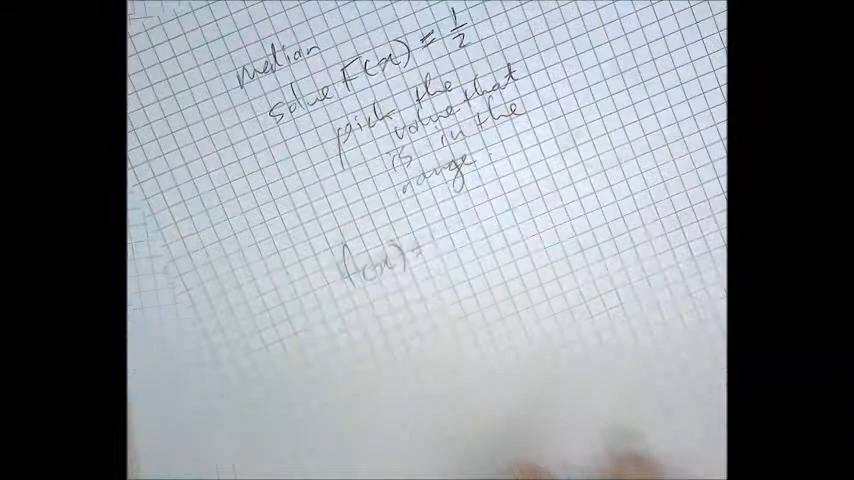 median
solve F(x) = 1/2
pick the
value that
is in the
range.
f(x) =